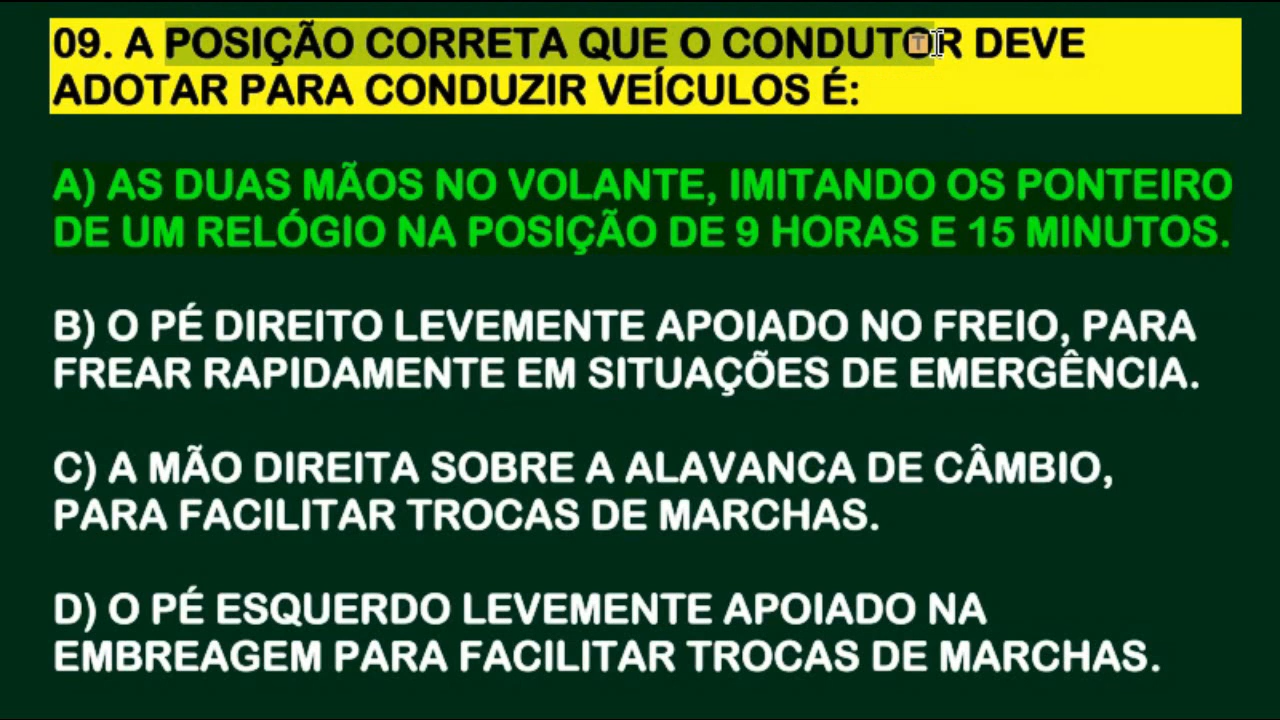 09. A POSIÇÃO CORRETA QUE O CONDUTOR DEVE
ADOTAR PARA CONDUZIR VEÍCULOS É:
A) AS DUAS MÃOS NO VOLANTE, IMITANDO OS PONTEIRO
DE UM RELÓGIO NA POSIÇÃO DE 9 HORAS E 15 MINUTOS.
B) O PÉ DIREITO LEVEMENTE APOIADO NO FREIO, PARA
FREAR RAPIDAMENTE EM SITUAÇÕES DE EMERGÊNCIA.
C) A MÃO DIREITA SOBRE A ALAVANCA DE CÂMBIO,
PARA FACILITAR TROCAS DE MARCHAS.
D) O PÉ ESQUERDO LEVEMENTE APOIADO NA
EMBREAGEM PARA FACILITAR TROCAS DE MARCHAS.